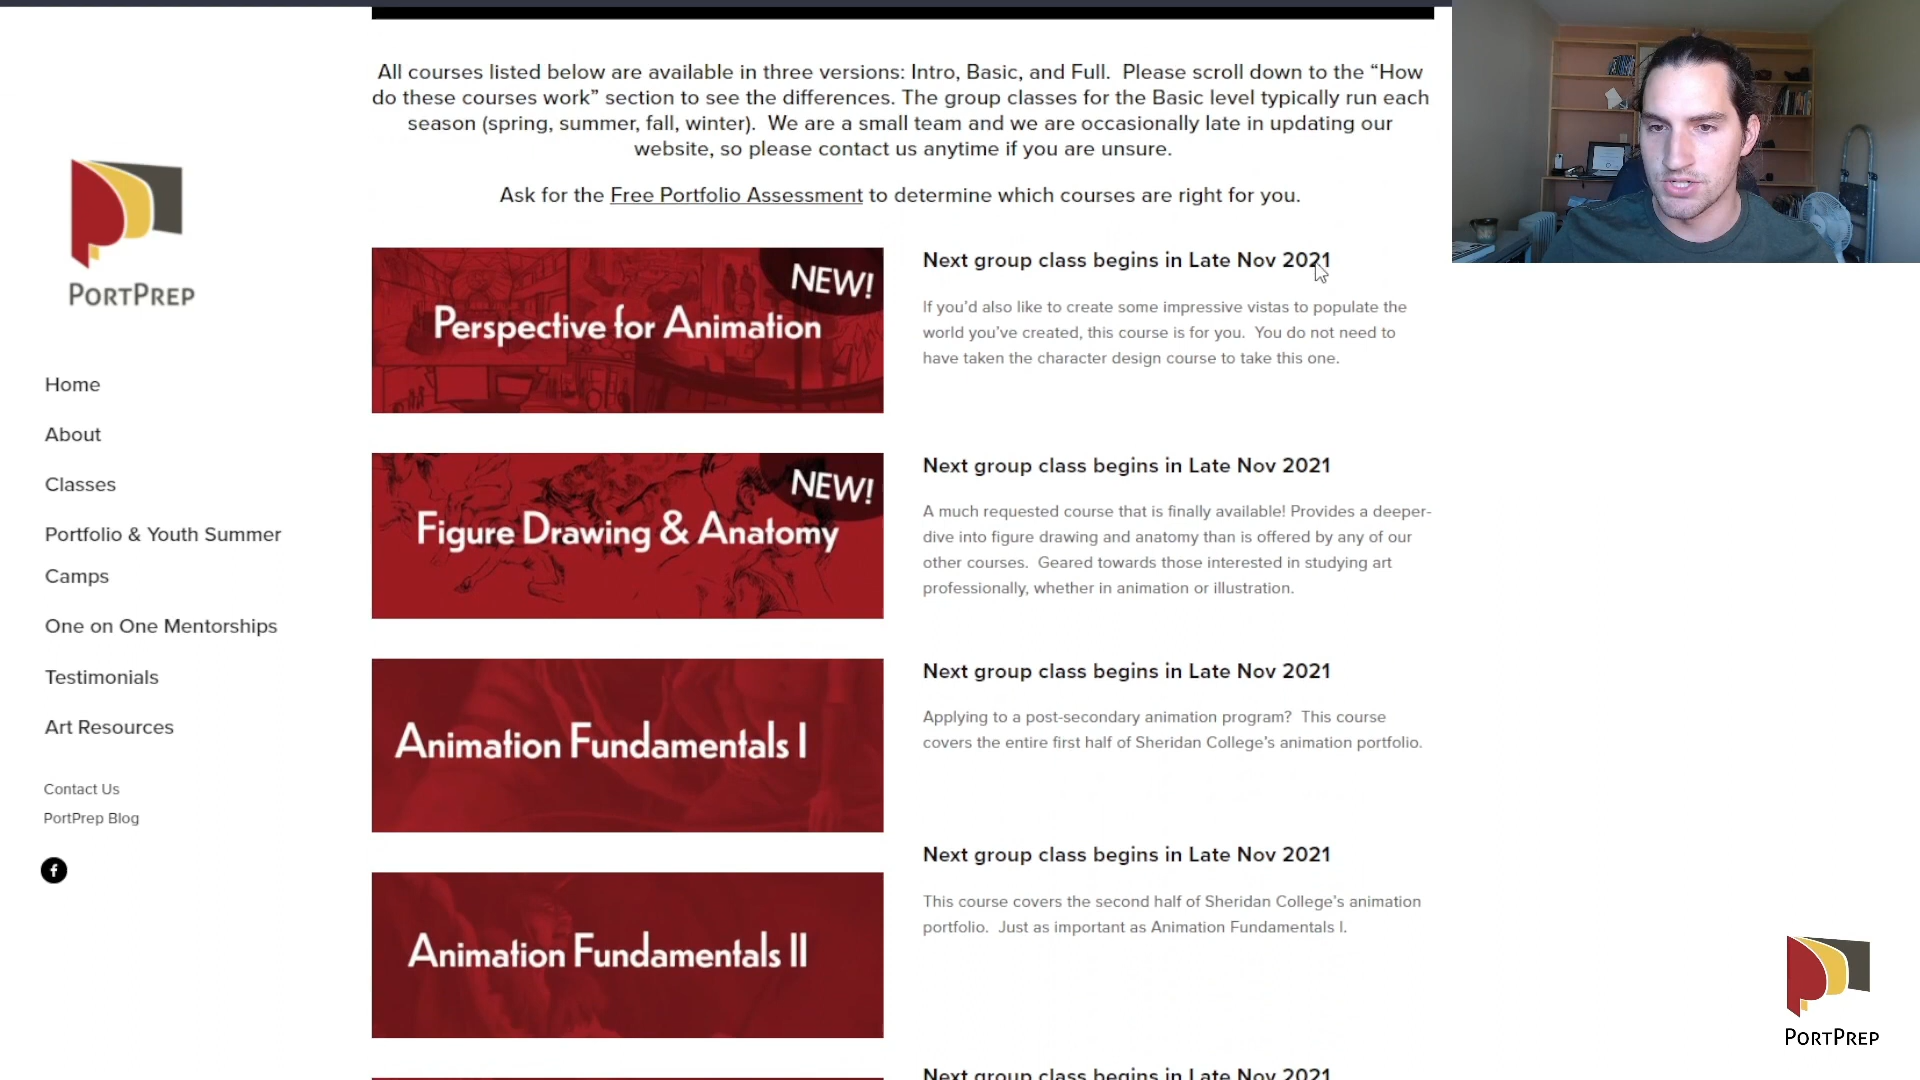 All courses listed below are available in three versions: Intro, Basic, and Full.  Please scroll down to the “How
do these courses work” section to see the differences. The group classes for the Basic level typically run each
season (spring, summer, fall, winter).  We are a small team and we are occasionally late in updating our
website, so please contact us anytime if you are unsure.
Ask for the Free Portfolio Assessment to determine which courses are right for you.
PORTPREP
Home
About
Classes
Portfolio & Youth Summer
Camps
One on One Mentorships
Testimonials
Art Resources
Contact Us
PortPrep Blog
f
NEW!
Perspective for Animation
Next group class begins in Late Nov 2021
If you’d also like to create some impressive vistas to populate the
world you’ve created, this course is for you.  You do not need to
have taken the character design course to take this one.
NEW!
Figure Drawing & Anatomy
Next group class begins in Late Nov 2021
A much requested course that is finally available! Provides a deeper-
dive into figure drawing and anatomy than is offered by any of our
other courses.  Geared towards those interested in studying art
professionally, whether in animation or illustration.
Animation Fundamentals I
Next group class begins in Late Nov 2021
Applying to a post-secondary animation program?  This course
covers the entire first half of Sheridan College’s animation portfolio.
Animation Fundamentals II
Next group class begins in Late Nov 2021
This course covers the second half of Sheridan College’s animation
portfolio.  Just as important as Animation Fundamentals I.
Next group class begins in Late Nov 2021
PORTPREP